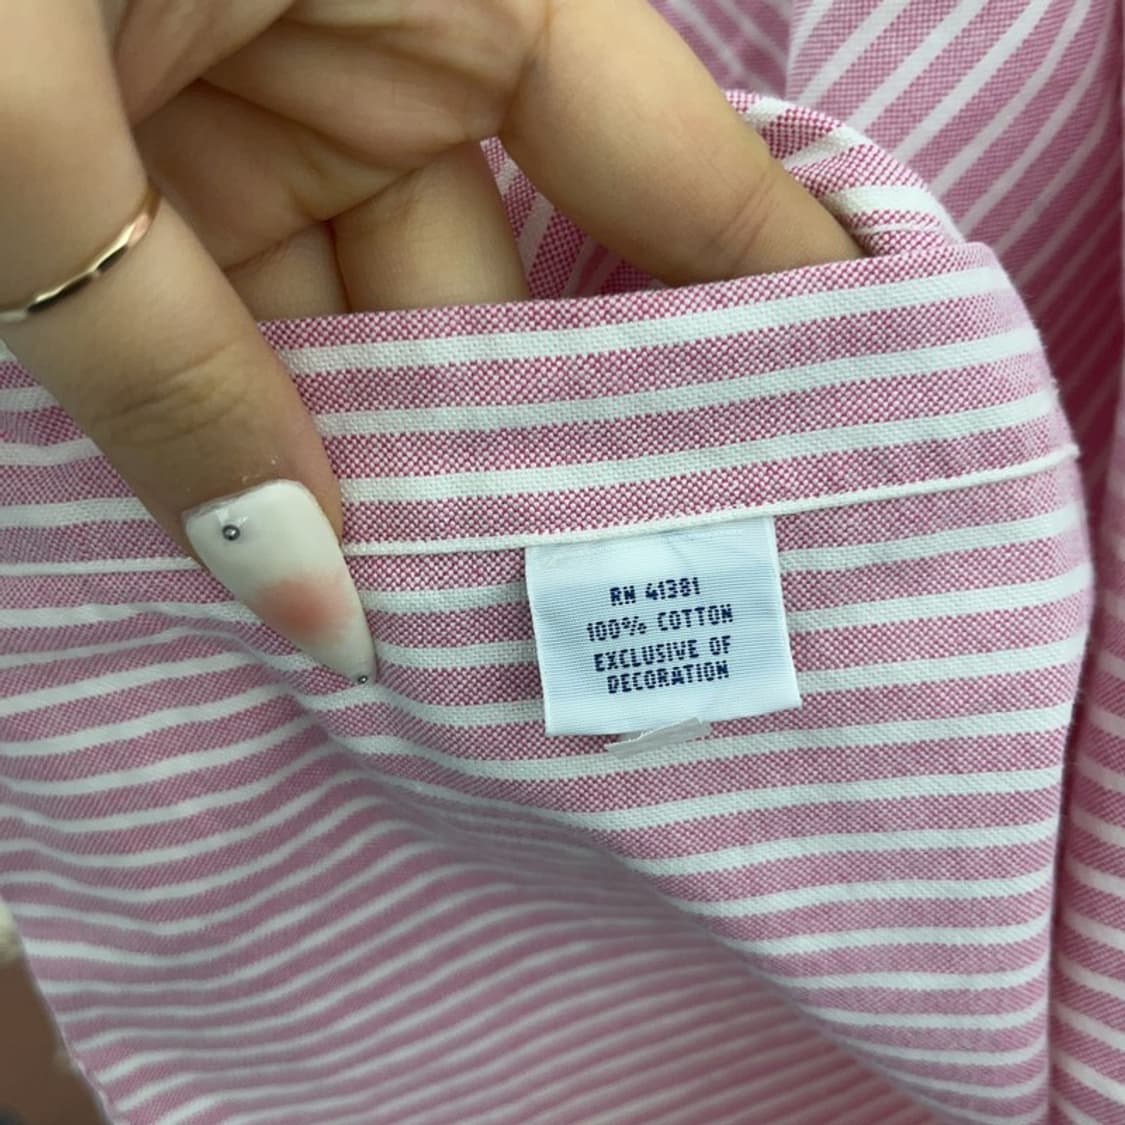 RN 41381
100% COTTON
EXCLUSIVE OF
DECORATION